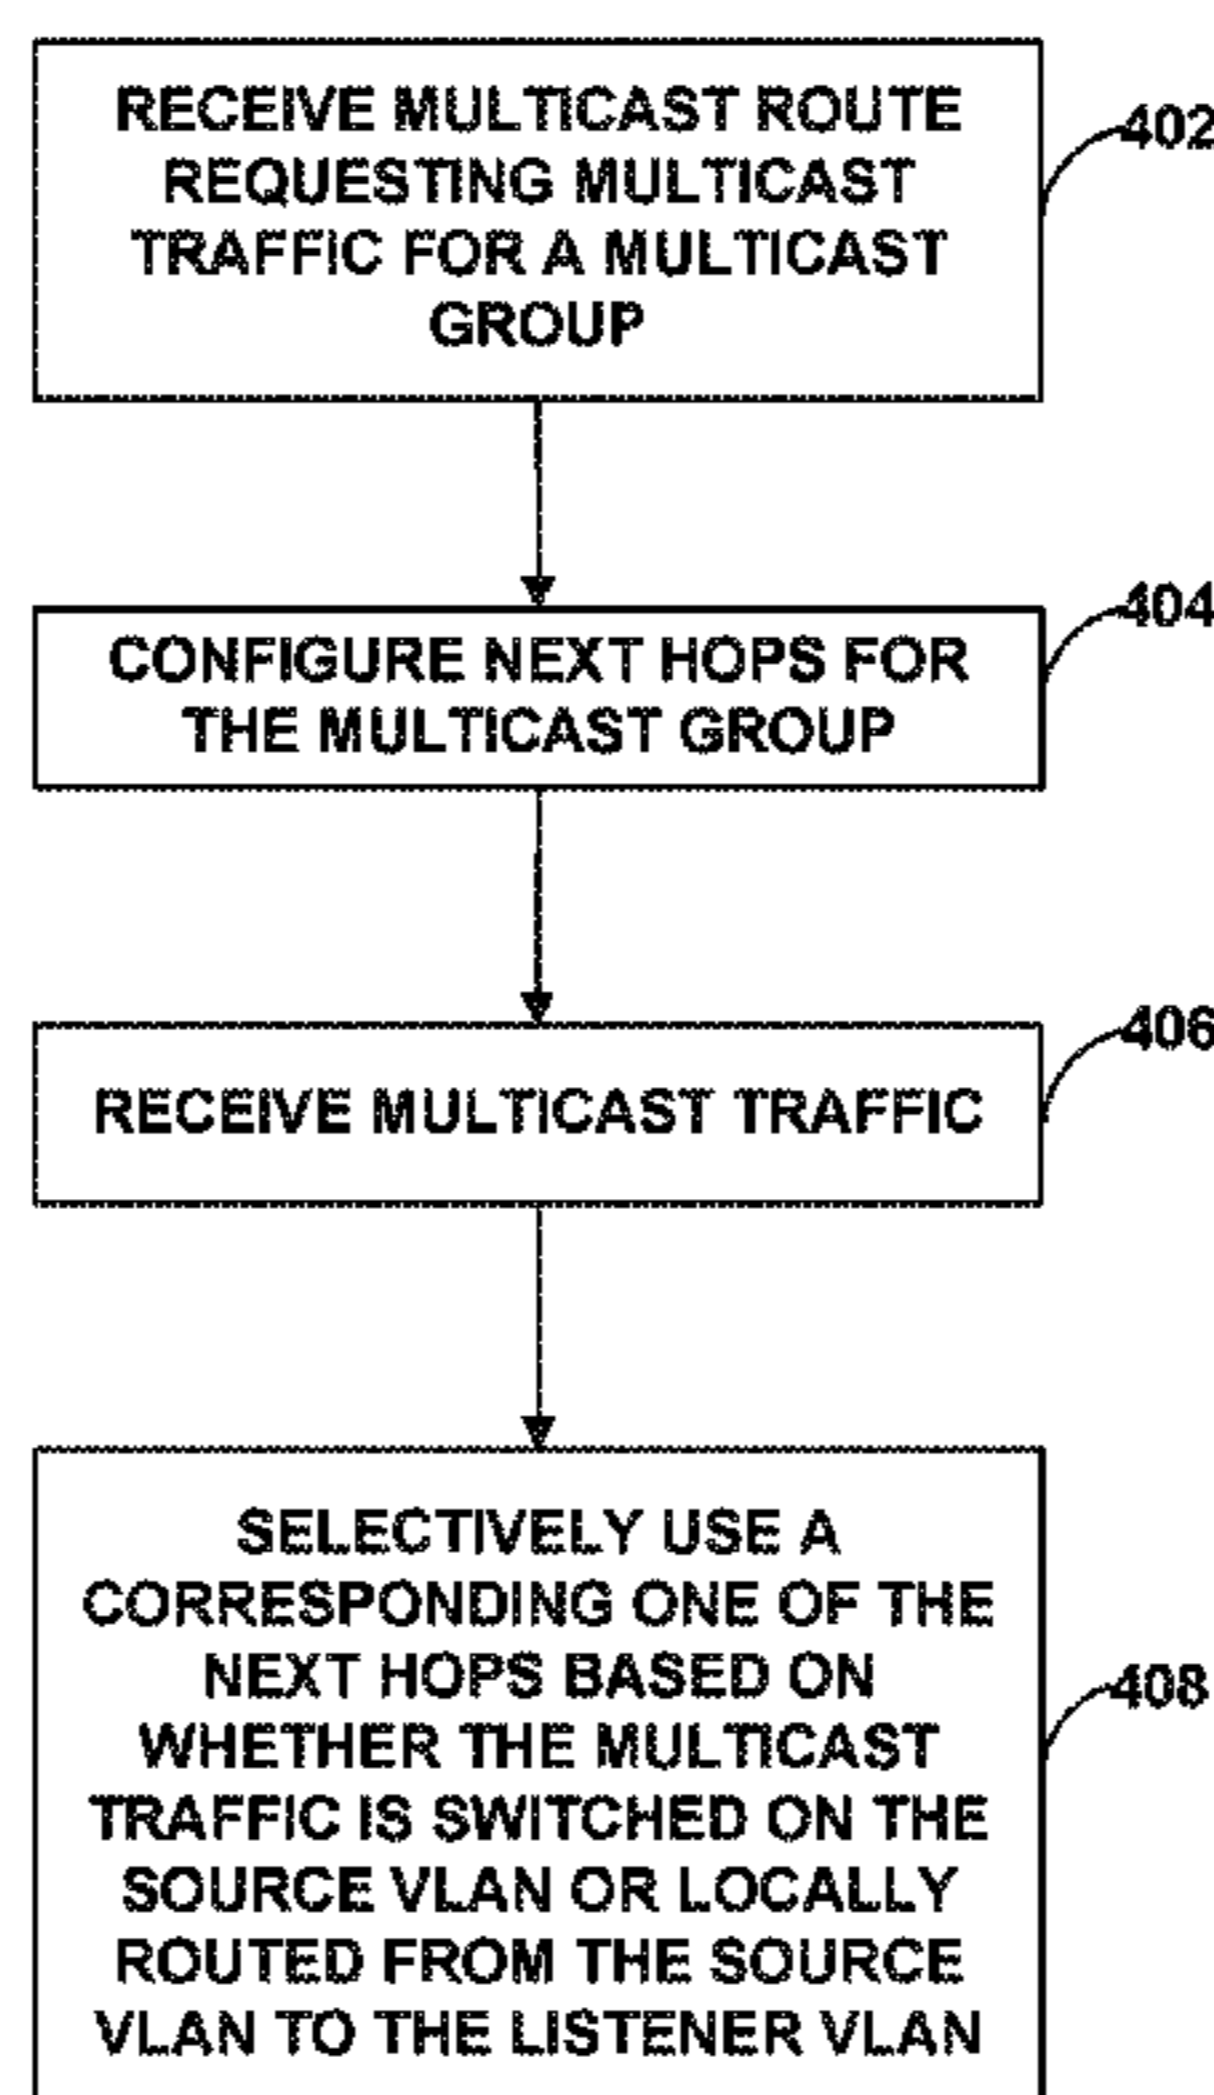 RECEIVE MULTICAST ROUTE
402
REQUESTING MULTICAST
TRAFFIC FOR A MULTICAST
GROUP
404
CONFIGURE NEXT HOPS FOR
THE MULTICAST GROUP
406
RECEIVE MULTICAST TRAFFIC
SELECTIVELY USE A
CORRESPONDING ONE OF THE
NEXT HOPS BASED ON
408
WHETHER THE MULTICAST
TRAFFIC IS SWITCHED ON THE
SOURCE VLAN OR LOCALLY
ROUTED FROM THE SOURCE
VLAN TO THE LISTENER VLAN